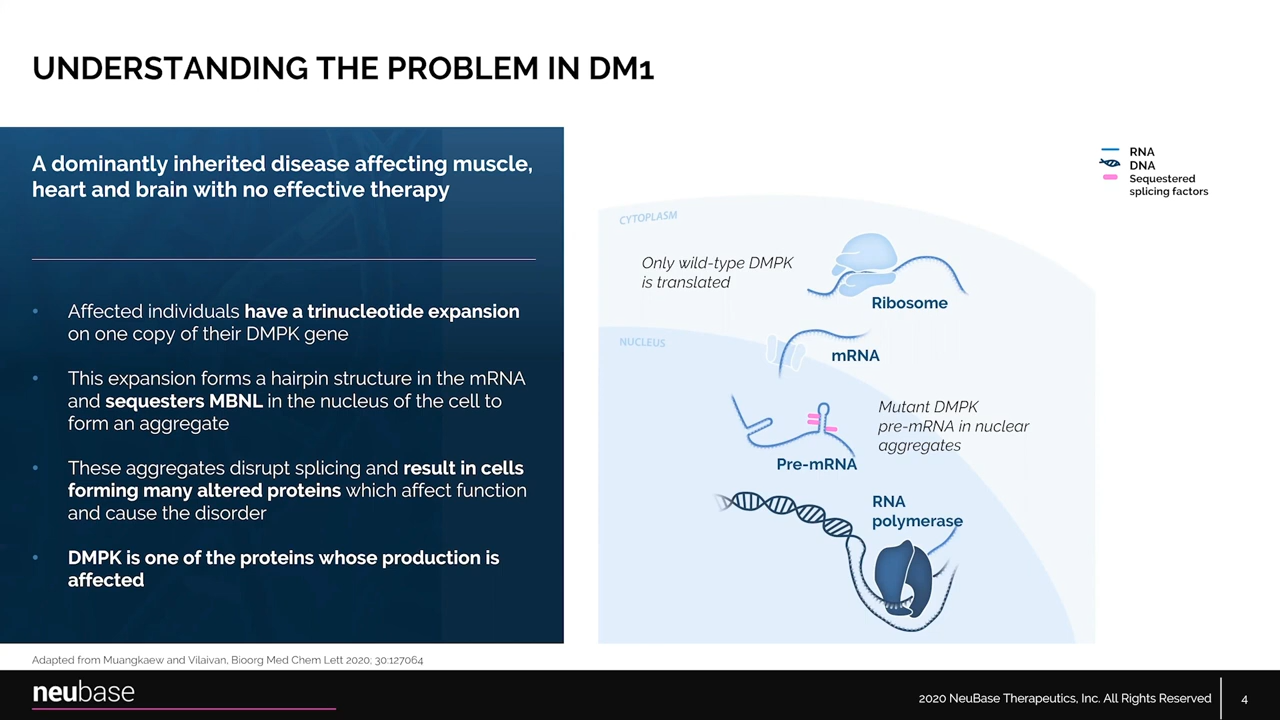 UNDERSTANDING THE PROBLEM IN DM1
A dominantly inherited disease affecting muscle,
heart and brain with no effective therapy
• Affected individuals have a trinucleotide expansion
on one copy of their DMPK gene
• This expansion forms a hairpin structure in the mRNA
and sequesters MBNL in the nucleus of the cell to
form an aggregate
• These aggregates disrupt splicing and result in cells
forming many altered proteins which affect function
and cause the disorder
• DMPK is one of the proteins whose production is
affected
RNA
DNA
Sequestered
splicing factors
CYTOPLASM
Only wild-type DMPK
is translated
Ribosome
NUCLEUS
mRNA
Mutant DMPK
pre-mRNA in nuclear
aggregates
Pre-mRNA
RNA
polymerase
Adapted from Muangkaew and Vilaivan, Bioorg Med Chem Lett 2020; 30:127064
neubase
2020 NeuBase Therapeutics, Inc. All Rights Reserved
4